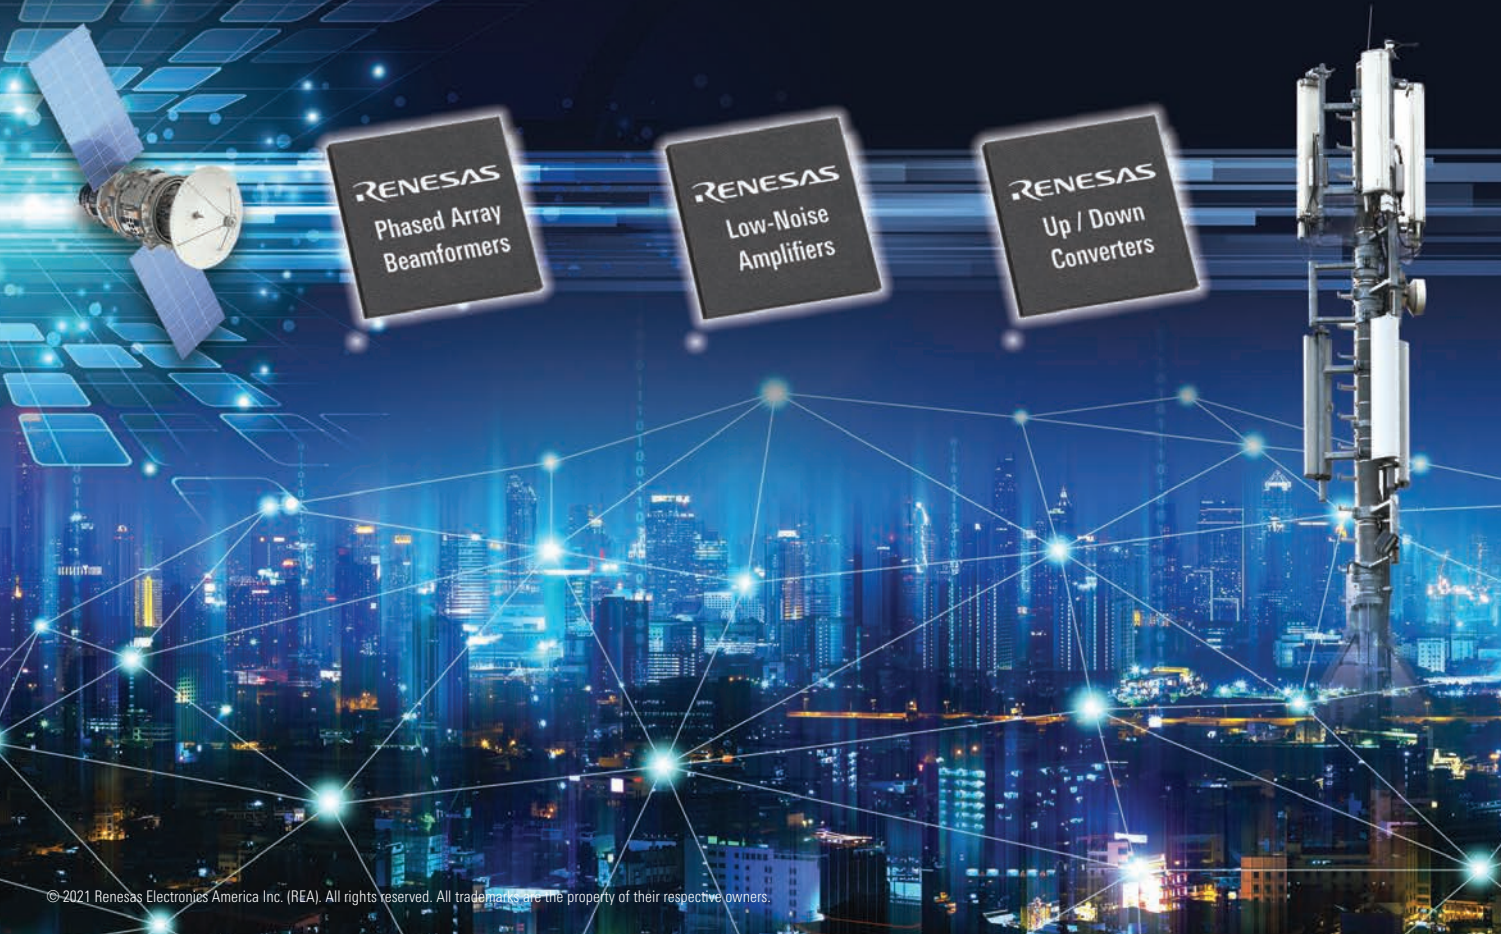 RENESAS
Phased Array
Beamformers
RENESAS
Low-Noise
Amplifiers
RENESAS
Up / Down
Converters
© 2021 Renesas Electronics America Inc. (REA). All rights reserved. All trademarks are the property of their respective owners.